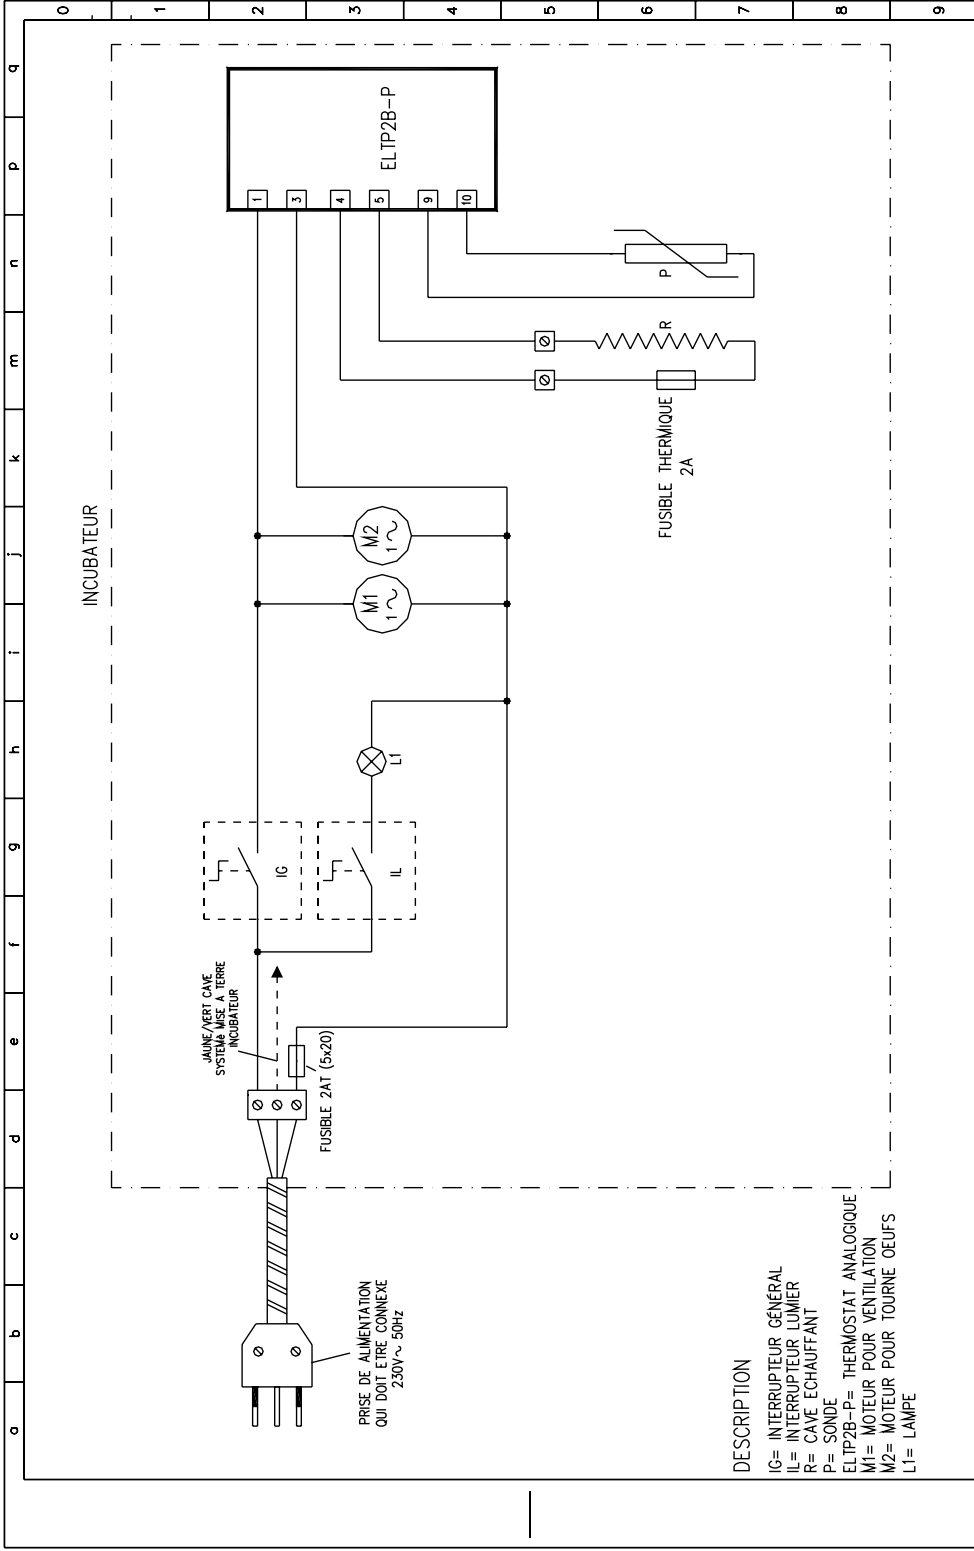 0
1
2
3
4
5
6
7
8
9
a
b
c
d
e
f
g
h
i
j
k
m
n
p
q
INCUBATEUR
PRISE DE ALIMENTATION
QUI DOIT ETRE CONNEXE
230V~ 50Hz
JAUNE/VERT CAVE
SYSTEMè MISE A TERRE
INCUBATEUR
FUSIBLE 2AT (5x20)
IG
IL
L1
M1
1~
M2
1~
1
3
4
5
9
10
ELTP2B-P
P
R
FUSIBLE THERMIQUE
2A
DESCRIPTION
IG= INTERRUPTEUR GÉNÉRAL
IL= INTERRUPTEUR LUMIER
R= CAVE ECHAUFFANT
P= SONDE
ELTP2B-P= THERMOSTAT ANALOGIQUE
M1= MOTEUR POUR VENTILATION
M2= MOTEUR POUR TOURNE OEUFS
L1= LAMPE